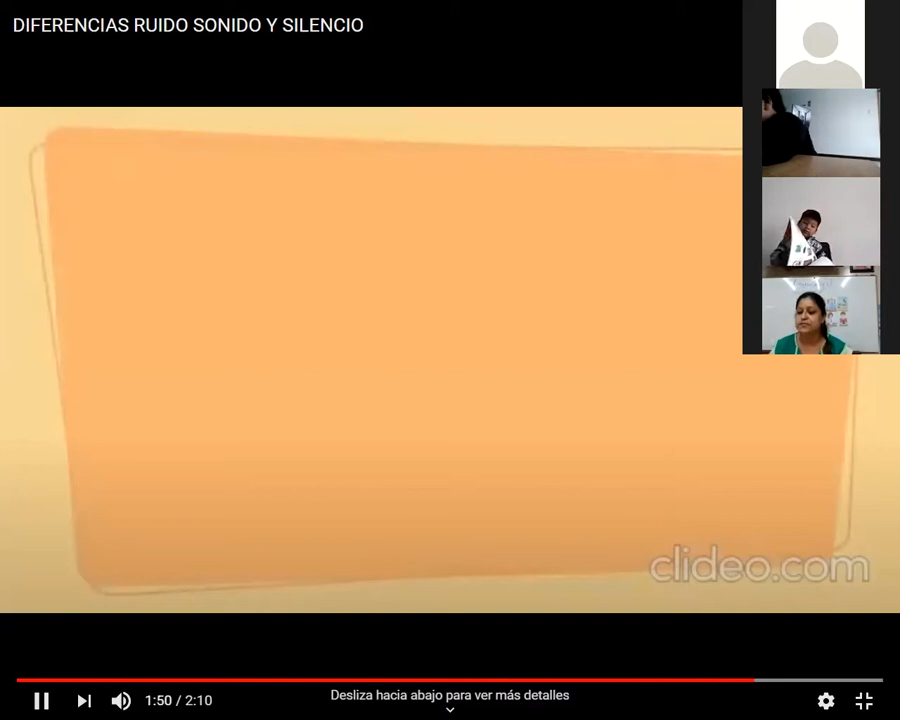 DIFERENCIAS RUIDO SONIDO Y SILENCIO
clideo.com
1:50 / 2:10
Desliza hacia abajo para ver más detalles